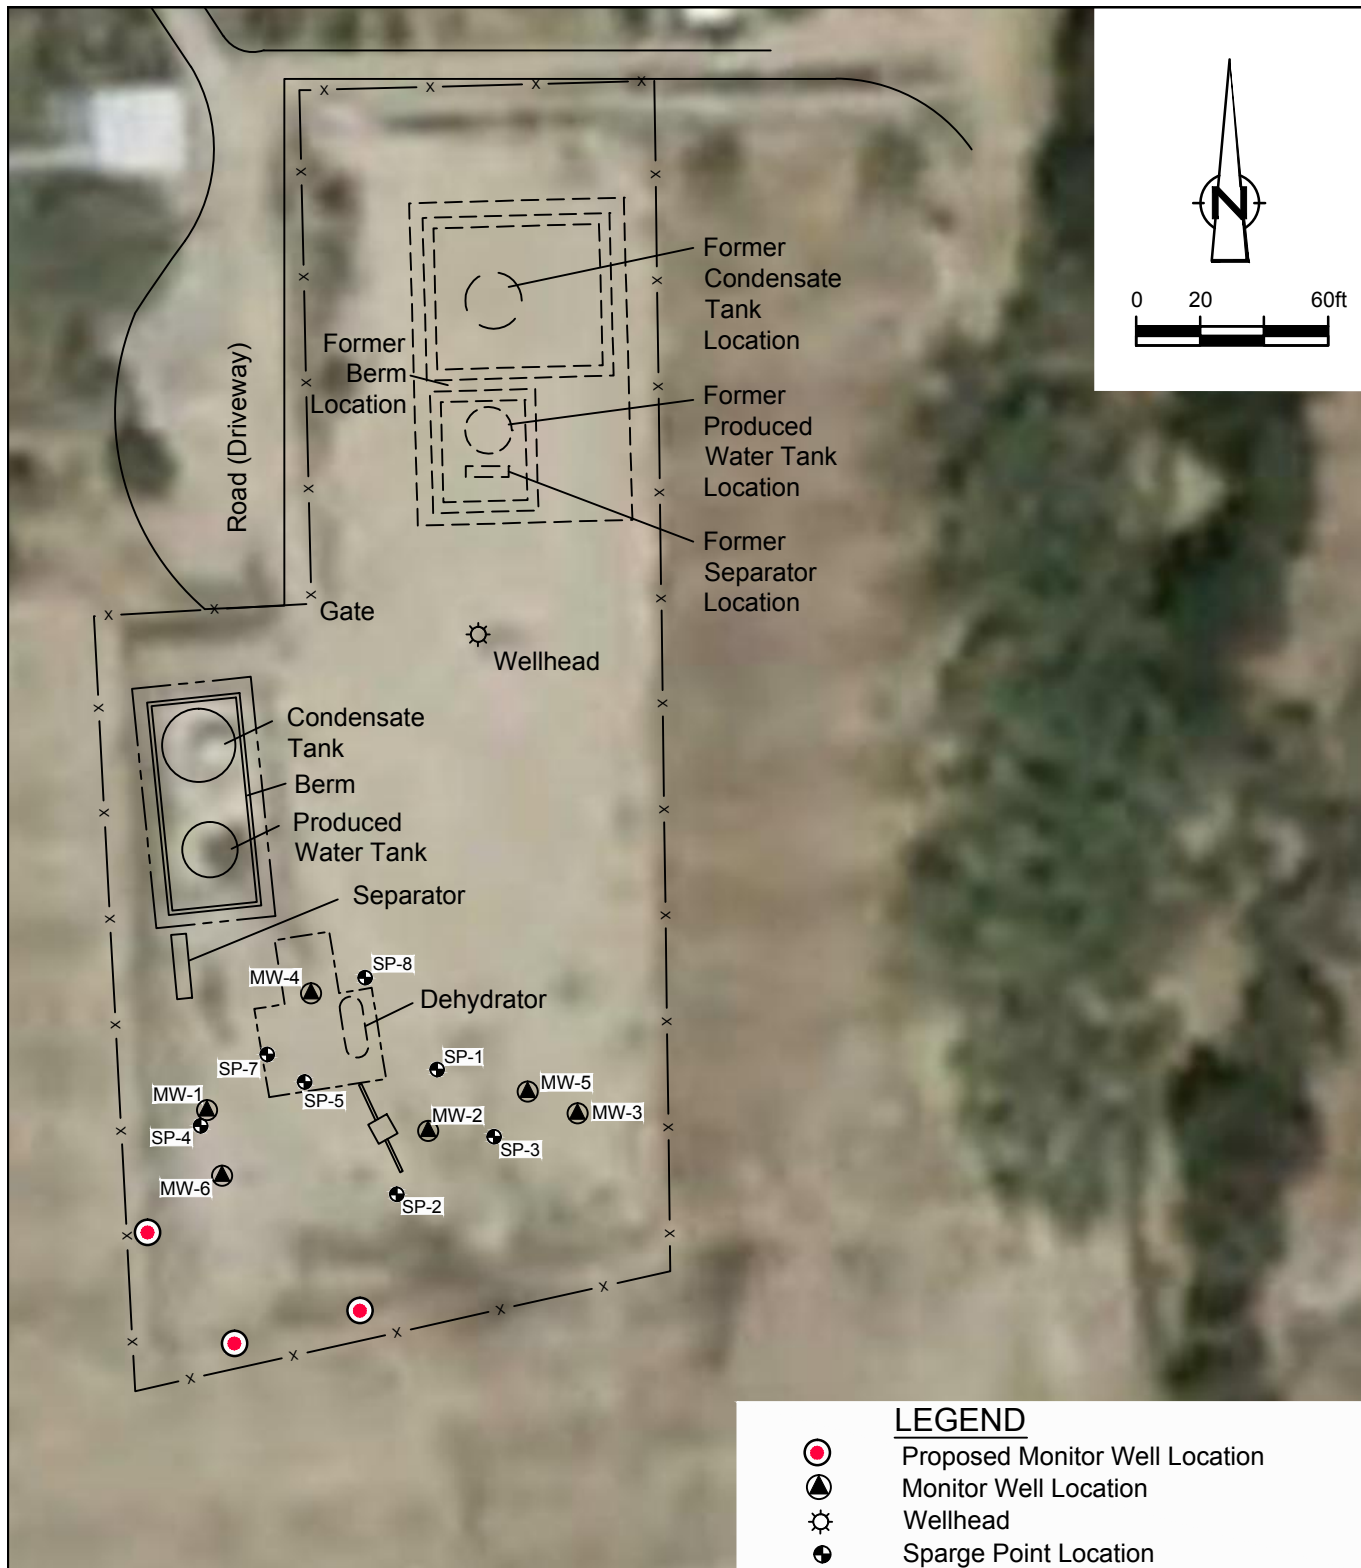 N
0 20 60ft
Former
Condensate
Tank
Location
Former
Berm
Location
Former
Produced
Water Tank
Location
Road (Driveway)
Former
Separator
Location
Gate
Wellhead
Condensate
Tank
Berm
Produced
Water Tank
Separator
MW-4
SP-8
Dehydrator
SP-7
SP-5
SP-1
MW-5
MW-3
MW-1
SP-4
MW-2
SP-3
MW-6
SP-2
LEGEND
Proposed Monitor Well Location
Monitor Well Location
Wellhead
Sparge Point Location